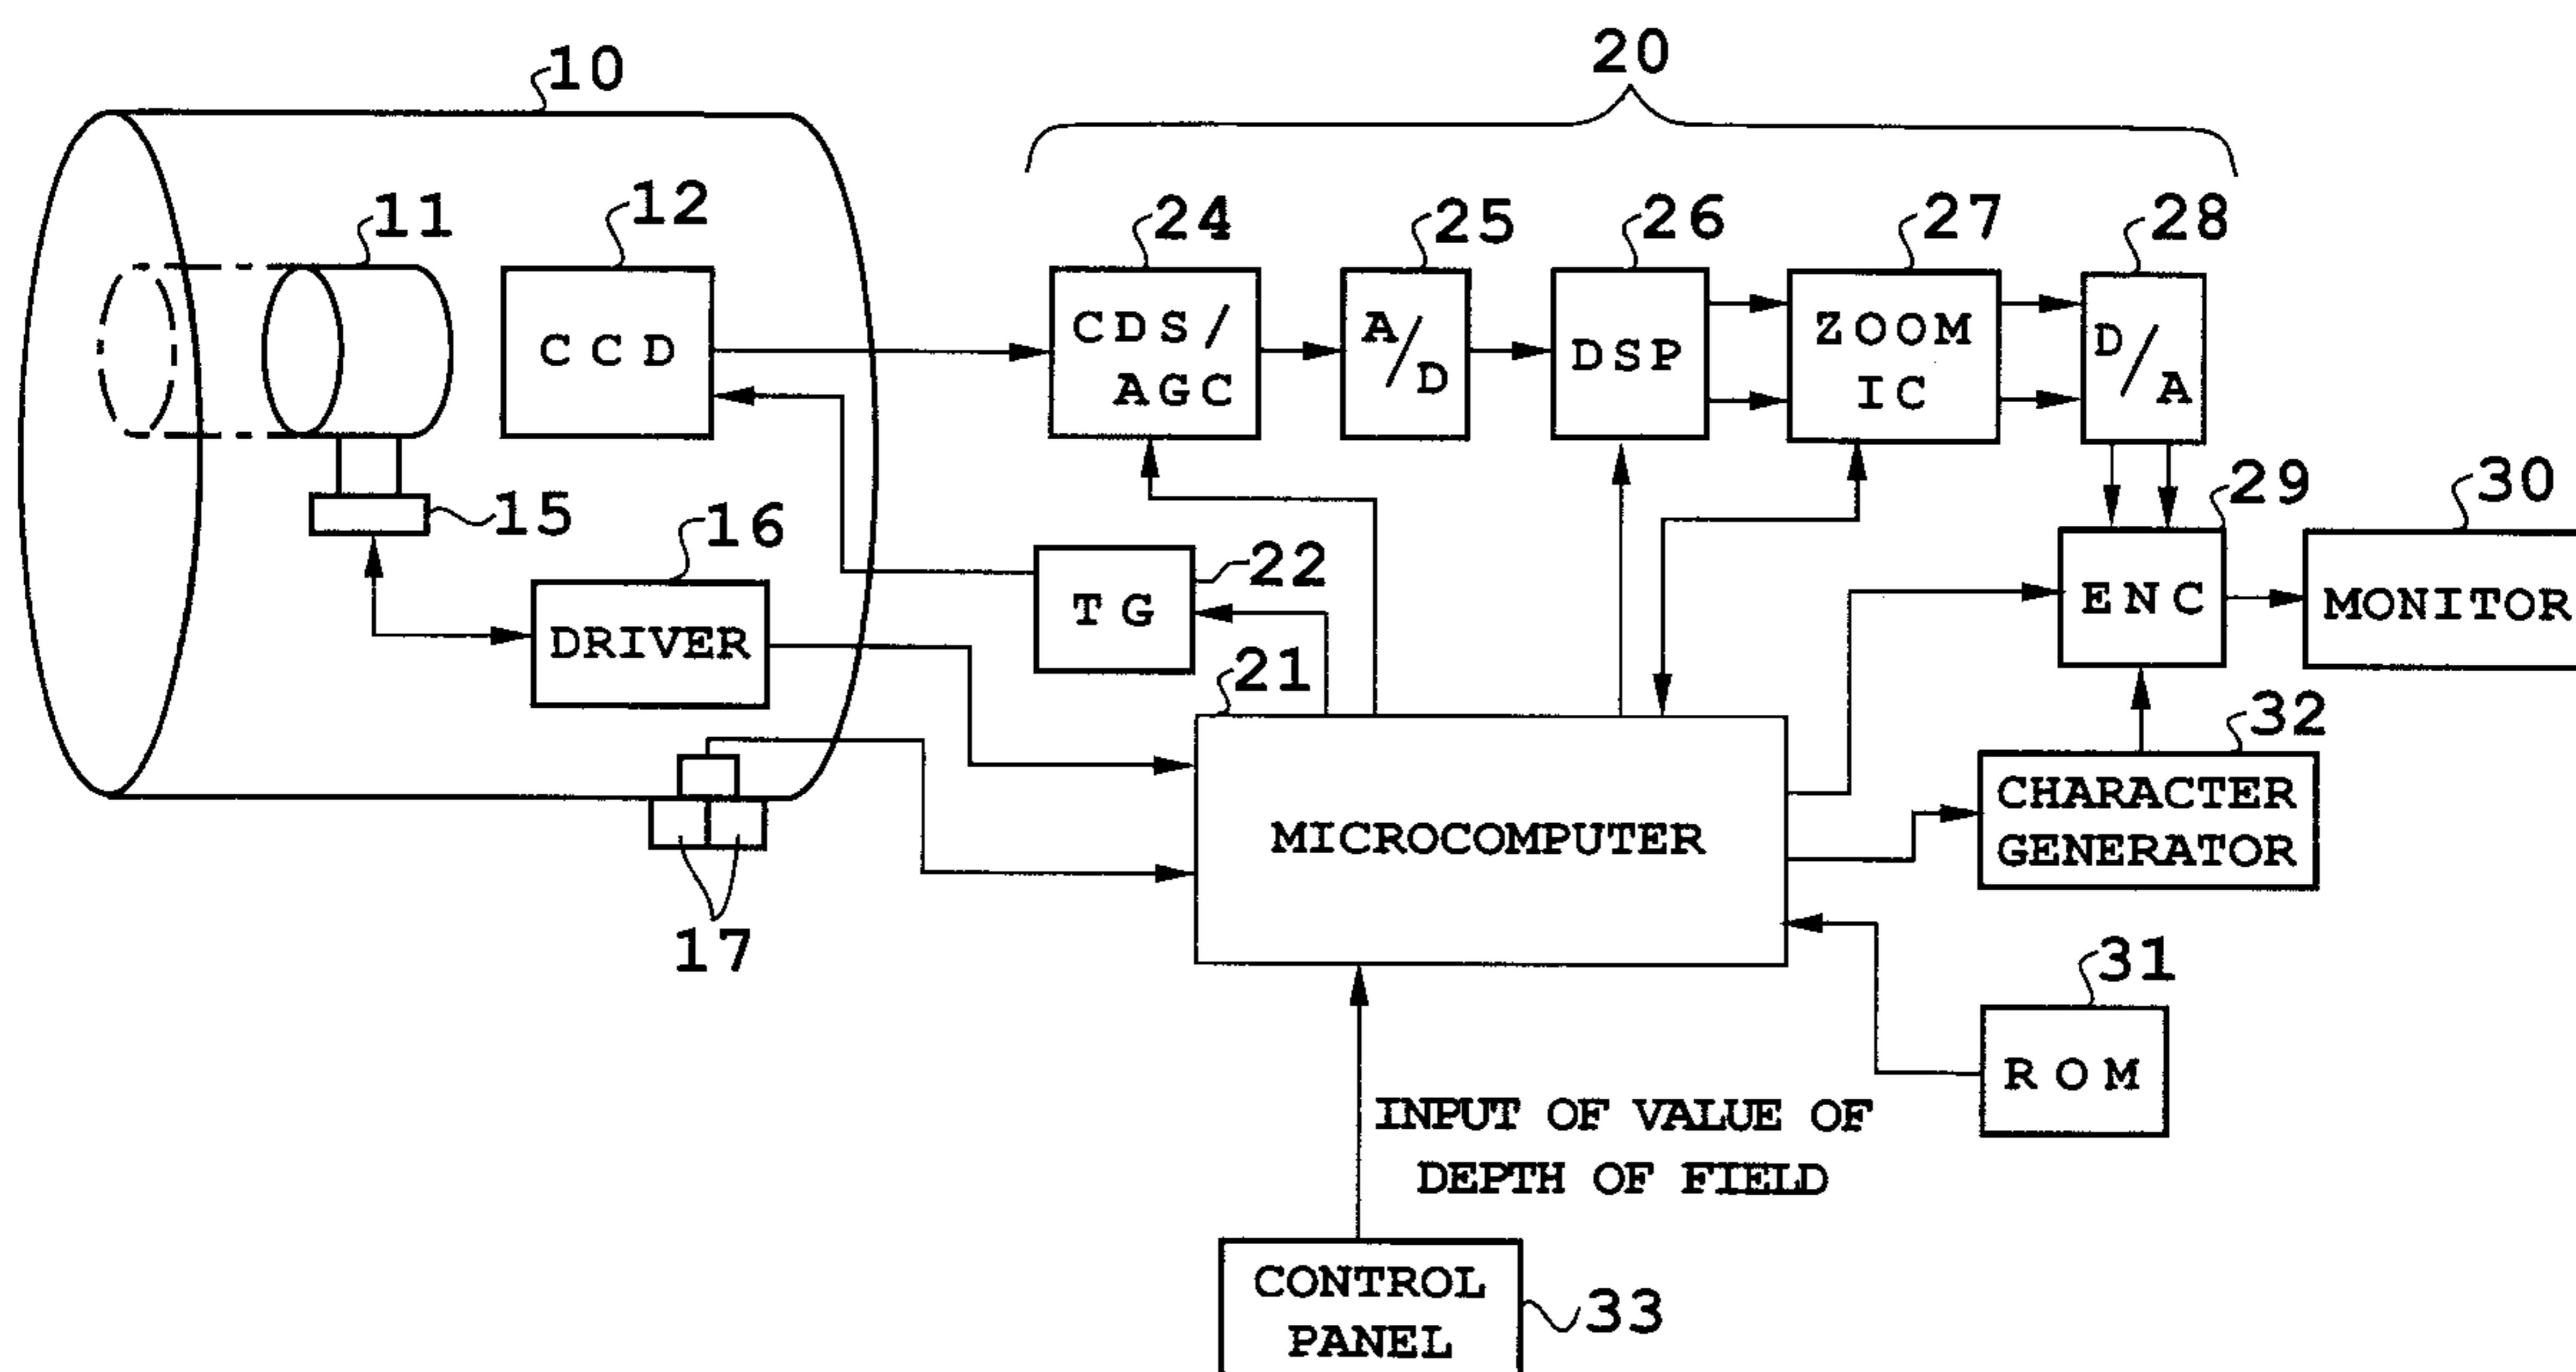 20
10
11
12
24
25
26
27
28
CCD
CDS/
AGC
A/D
DSP
ZOOM
IC
D/A
15
16
22
29
30
DRIVER
TG
ENC
MONITOR
21
32
MICROCOMPUTER
CHARACTER
GENERATOR
17
31
ROM
INPUT OF VALUE OF
DEPTH OF FIELD
CONTROL
PANEL
33